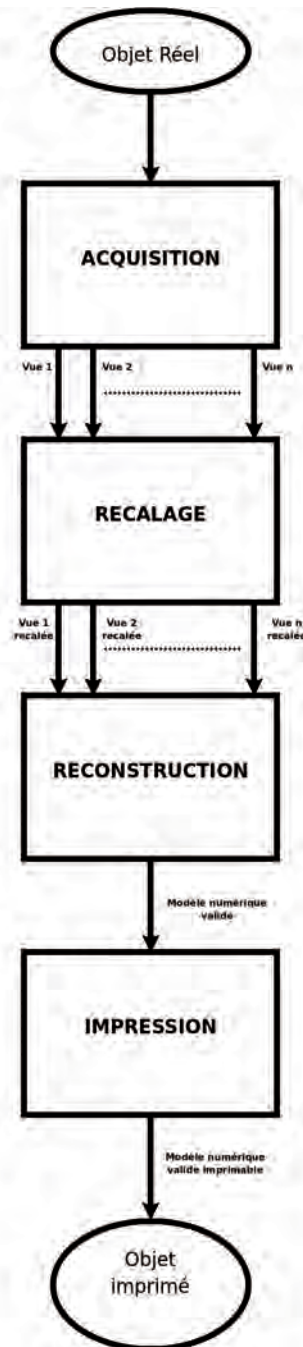 Objet Réel
ACQUISITION
Vue 1
Vue 2
Vue n
RECALAGE
Vue 1
recalée
Vue 2
recalée
Vue n
recalée
RECONSTRUCTION
Modèle numérique
valide
IMPRESSION
Modèle numérique
valide imprimable
Objet
imprimé